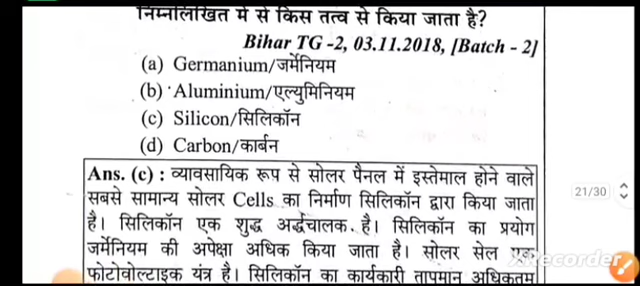 निम्नलिखित में से किस तत्व से किया जाता है?
Bihar TG -2, 03.11.2018, [Batch - 2]
(a) Germanium/जर्मेनियम
(b) Aluminium/एल्युमिनियम
(c) Silicon/सिलिकॉन
(d) Carbon/कार्बन
Ans. (c) : व्यावसायिक रूप से सोलर पैनल में इस्तेमाल होने वाले
सबसे सामान्य सोलर Cells का निर्माण सिलिकॉन द्वारा किया जाता
है। सिलिकॉन एक शुद्ध अर्द्धचालक है। सिलिकॉन का प्रयोग
जर्मेनियम की अपेक्षा अधिक किया जाता है। सोलर सेल एक
फोटोवोल्टाइक यंत्र है। सिलिकॉन का कार्यकारी तापमान अधिकतम
21/30
XRecorder